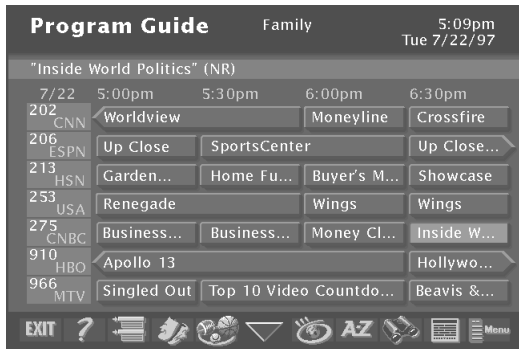 Program Guide Family 5:09pm
Tue 7/22/97
"Inside World Politics" (NR)
7/22 5:00pm 5:30pm 6:00pm 6:30pm
202 CNN Worldview Moneyline Crossfire
206 ESPN Up Close SportsCenter Up Close...
213 HSN Garden... Home Fu... Buyer's M... Showcase
253 USA Renegade Wings Wings
275 CNBC Business... Business... Money Cl... Inside W...
910 HBO Apollo 13 Hollywo...
966 MTV Singled Out Top 10 Video Countdo... Beavis &...
EXIT ? A-Z Menu